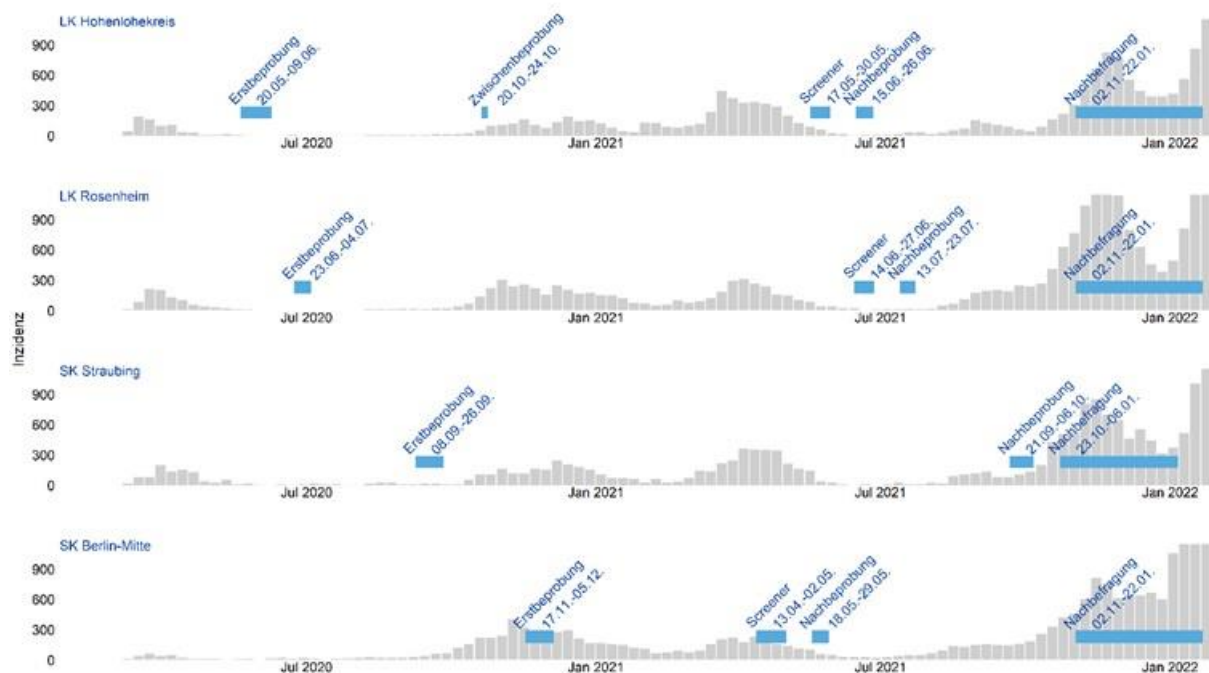 LK Hohenlohekreis
900
600
300
0
Erstbeprobung
20.05.-09.06.
Zwischenbeprobung
20.10.-24.10.
Screener
17.05.-30.05.
Nachbeprobung
15.06.-26.06.
Nachbefragung
02.11.-22.01.
Jul 2020
Jan 2021
Jul 2021
Jan 2022
LK Rosenheim
900
600
300
0
Erstbeprobung
23.06.-04.07.
Screener
14.06.-27.06.
Nachbeprobung
13.07.-23.07.
Nachbefragung
02.11.-22.01.
Jul 2020
Jan 2021
Jul 2021
Jan 2022
Inzidenz
SK Straubing
900
600
300
0
Erstbeprobung
08.09.-26.09.
Nachbeprobung
21.09.-06.10.
Nachbefragung
23.10.-06.01.
Jul 2020
Jan 2021
Jul 2021
Jan 2022
SK Berlin-Mitte
900
600
300
0
Erstbeprobung
17.11.-05.12.
Screener
13.04.-02.05.
Nachbeprobung
18.05.-29.05.
Nachbefragung
02.11.-22.01.
Jul 2020
Jan 2021
Jul 2021
Jan 2022